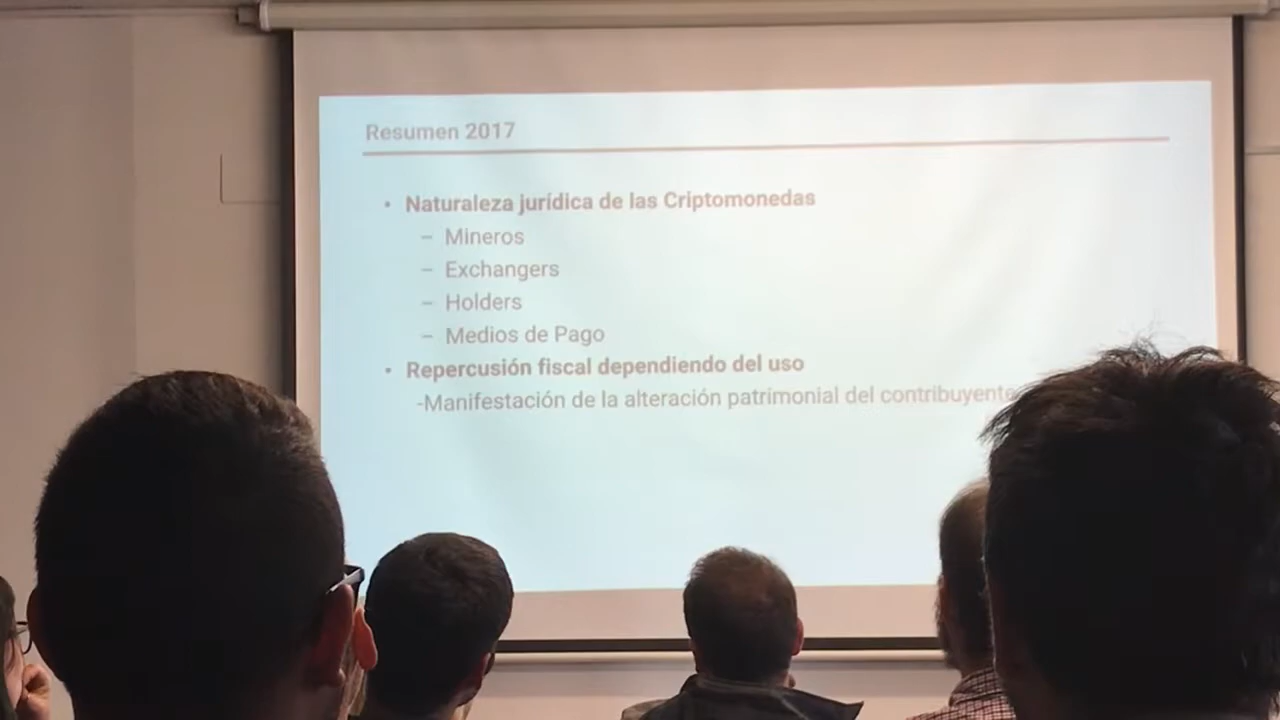 Resumen 2017
• Naturaleza jurídica de las Criptomonedas
– Mineros
– Exchangers
– Holders
– Medios de Pago
• Repercusión fiscal dependiendo del uso
-Manifestación de la alteración patrimonial del contribuyente